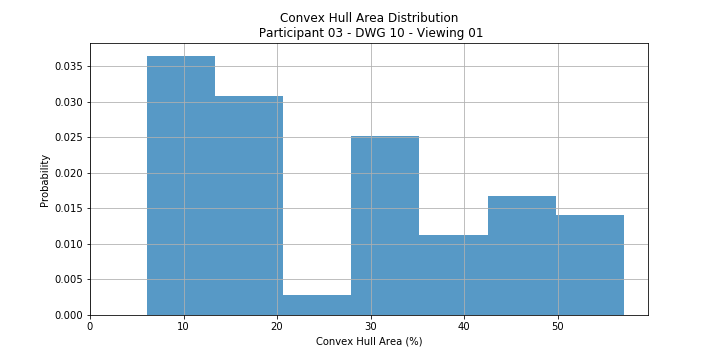 Convex Hull Area Distribution
Participant 03 - DWG 10 - Viewing 01
0.035
0.030
0.025
0.020
0.015
0.010
0.005
0.000
Probability
0 10 20 30 40 50
Convex Hull Area (%)